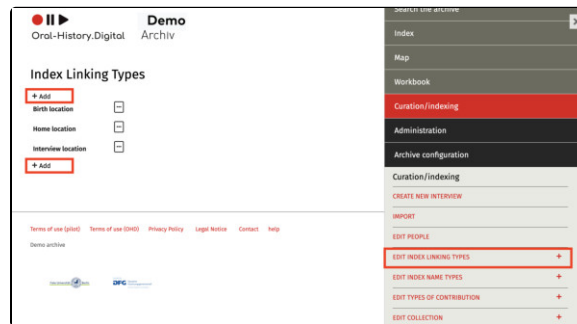 Demo
Oral-History.Digital Archiv
Index Linking Types
+ Add
Birth location
Home location
Interview location
+ Add
Terms of use (pilot) Terms of use (OHD) Privacy Policy Legal Notice Contact help
Demo archive
DFG
Search the archive
Index
Map
Workbook
Curation/indexing
Administration
Archive configuration
Curation/indexing
CREATE NEW INTERVIEW
IMPORT
EDIT PEOPLE
EDIT INDEX LINKING TYPES +
EDIT INDEX NAME TYPES +
EDIT TYPES OF CONTRIBUTION +
EDIT COLLECTION +